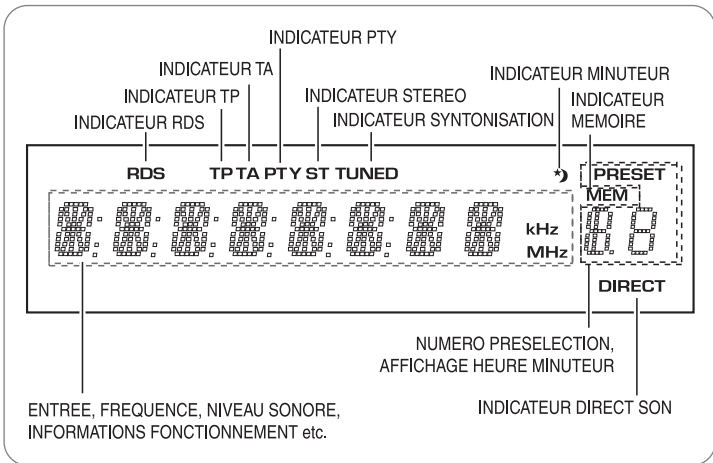 INDICATEUR PTY
INDICATEUR TA
INDICATEUR MINUTEUR
INDICATEUR TP
INDICATEUR STEREO
INDICATEUR
MEMOIRE
INDICATEUR RDS
INDICATEUR SYNTONISATION
RDS TP TA PTY ST TUNED PRESET
MEM
kHz
MHz
DIRECT
NUMERO PRESELECTION,
AFFICHAGE HEURE MINUTEUR
ENTREE, FREQUENCE, NIVEAU SONORE,
INFORMATIONS FONCTIONNEMENT etc.
INDICATEUR DIRECT SON